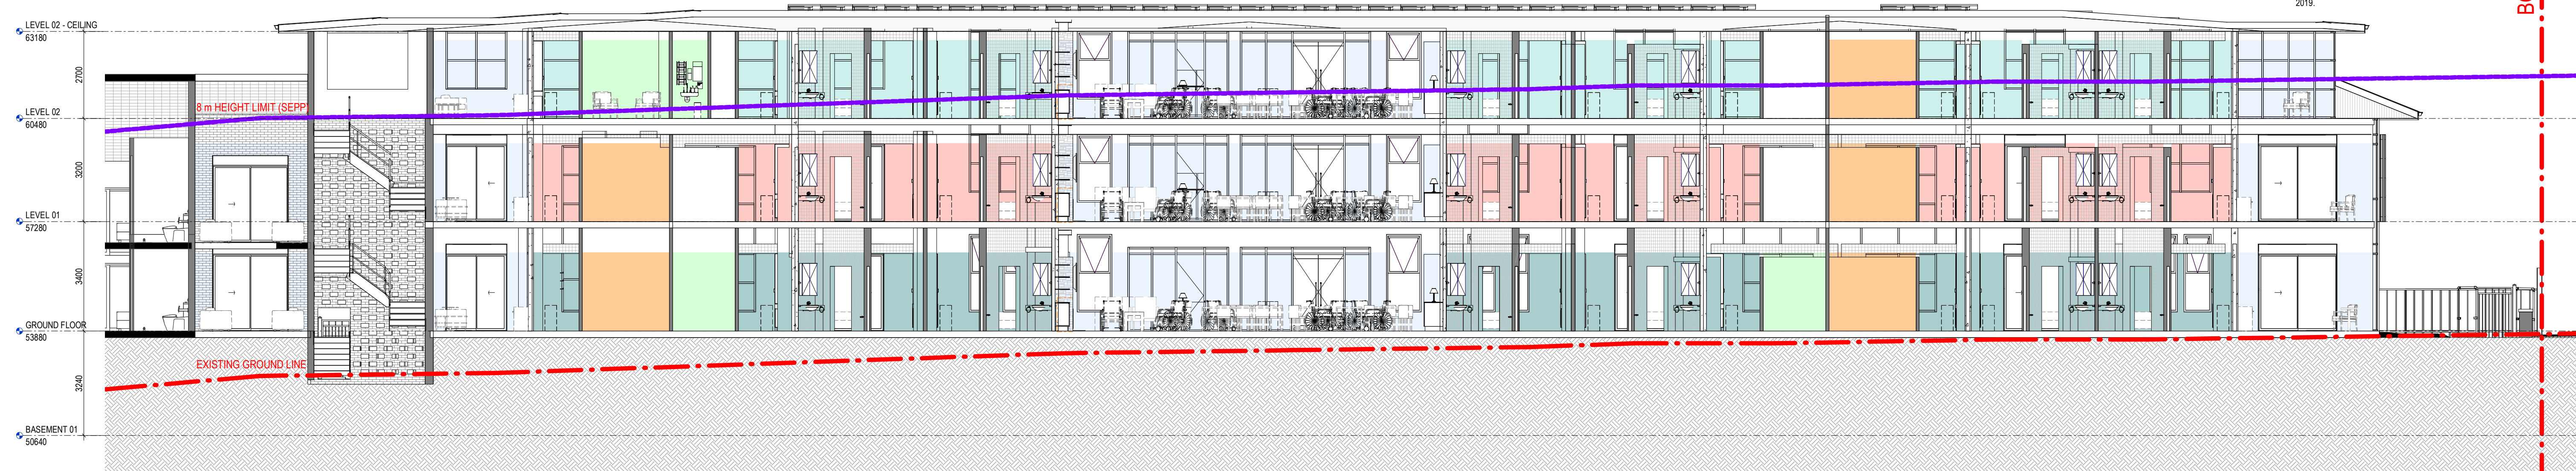 2019.
BO
LEVEL 02 - CEILING
63180
2700
8 m HEIGHT LIMIT (SEPP)
LEVEL 02
60480
3200
LEVEL 01
57280
3400
GROUND FLOOR
53880
EXISTING GROUND LINE
3240
BASEMENT 01
50640